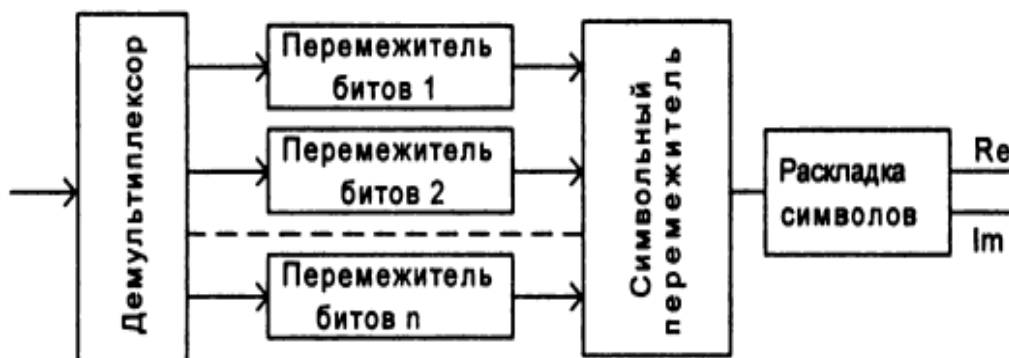 Демультиплексор
Перемежитель
битов 1
Перемежитель
битов 2
Перемежитель
битов n
Символьный
перемежитель
Раскладка
символов
Re
Im